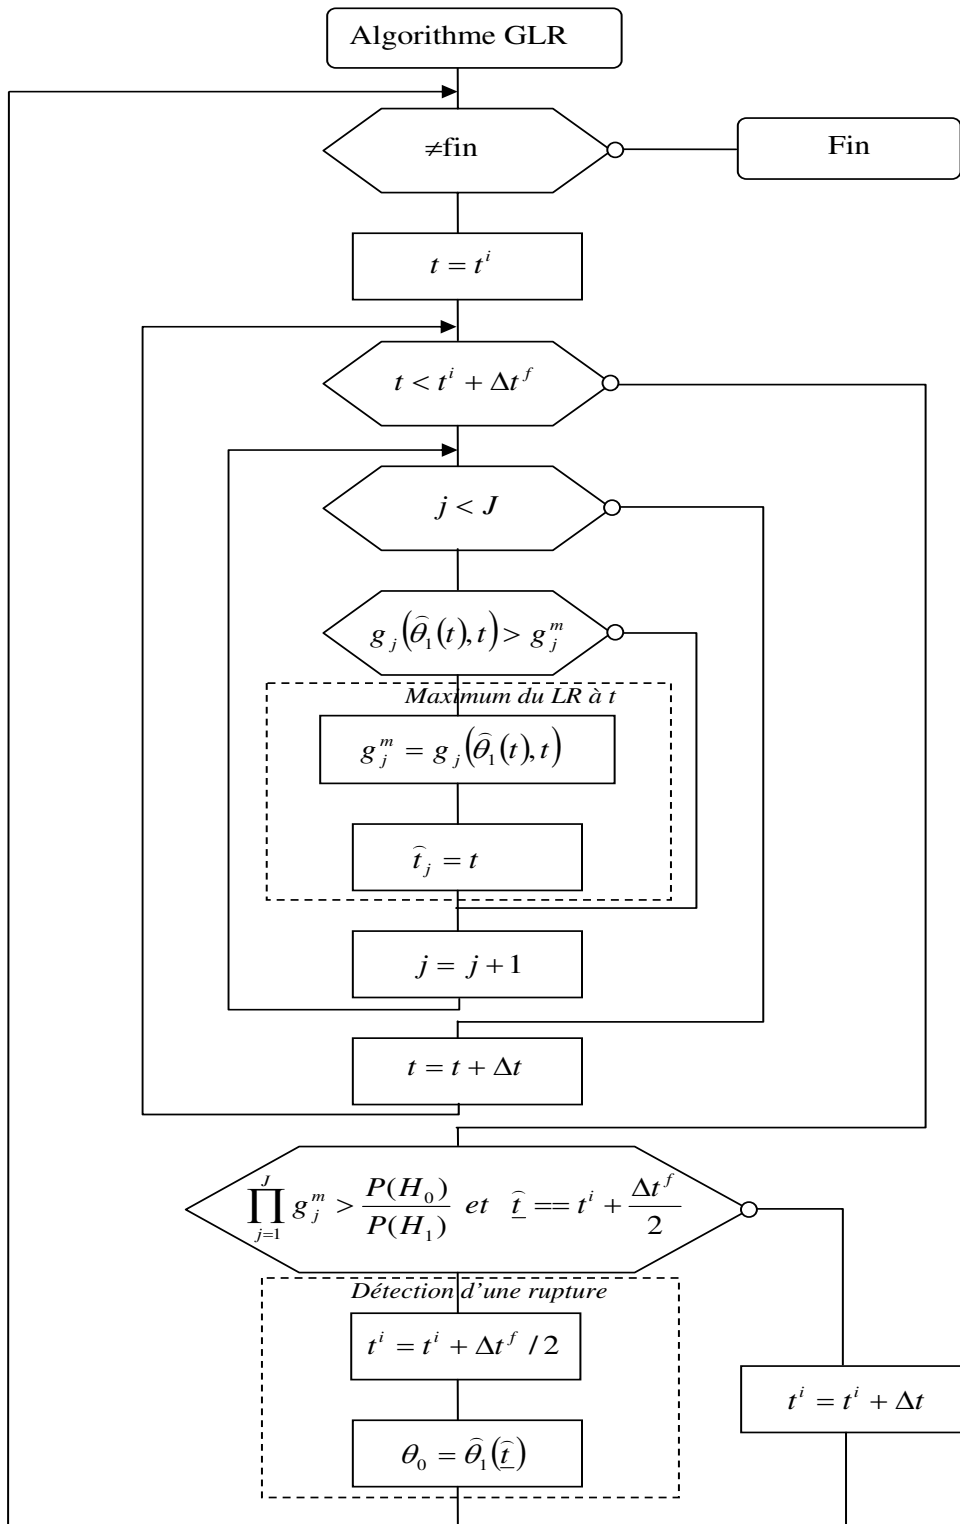 Algorithme GLR
≠fin
Fin
t = t^i
t < t^i + Δt^f
j < J
g_j(θ̂_1(t), t) > g_j^m
Maximum du LR à t
g_j^m = g_j(θ̂_1(t), t)
t̂_j = t
j = j + 1
t = t + Δt
∏_{j=1}^{J} g_j^m > P(H_0)/P(H_1) et t̲̂ == t^i + Δt^f/2
Détection d'une rupture
t^i = t^i + Δt^f / 2
t^i = t^i + Δt
θ_0 = θ̂_1(t̲̂)